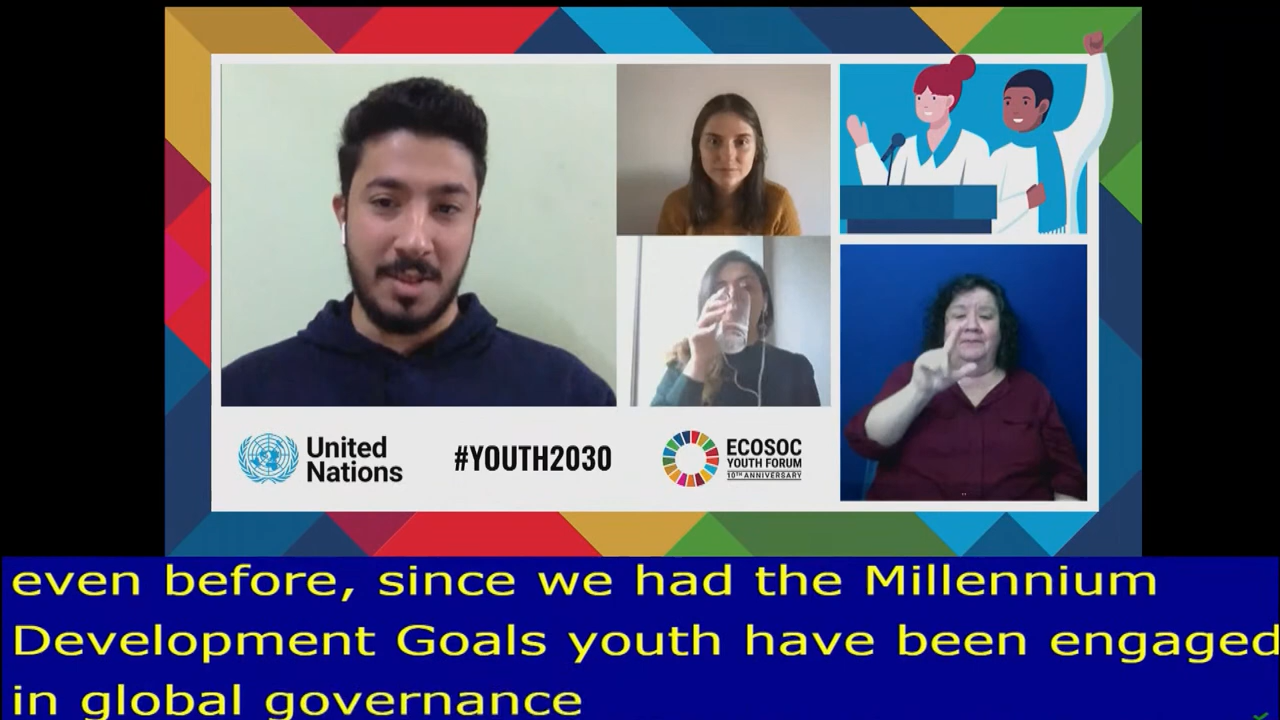 United
Nations
#YOUTH2030
ECOSOC
YOUTH FORUM
10TH ANNIVERSARY
even before, since we had the Millennium
Development Goals youth have been engaged
in global governance